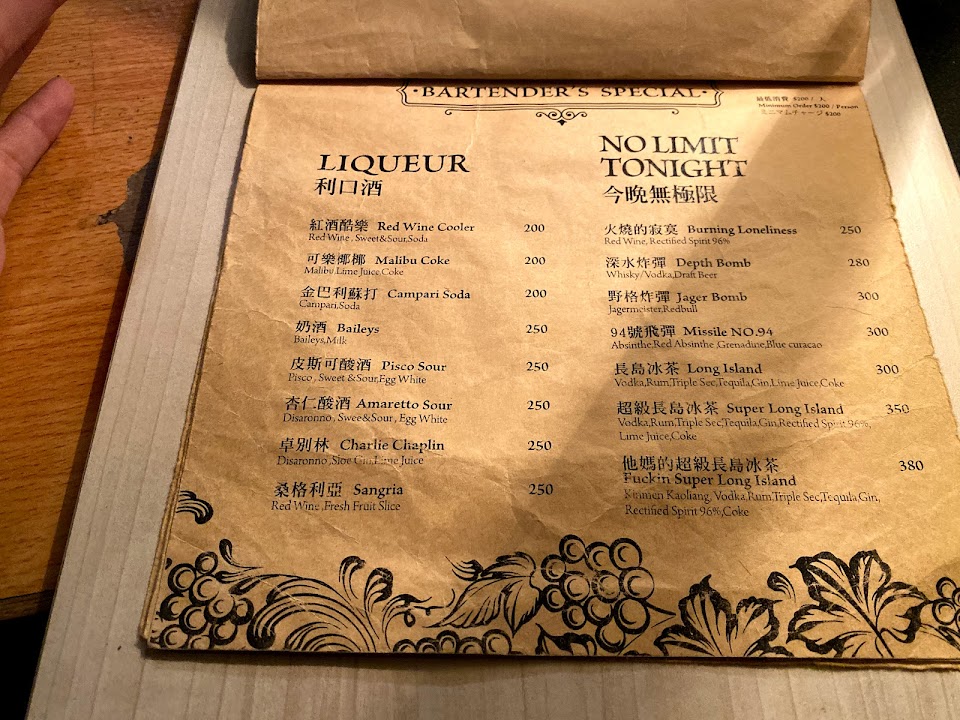 ·BARTENDER'S SPECIAL·
最低消費 $200 / 人
Minimum Order $200 / Person
ミニマムチャージ $200
LIQUEUR
利口酒
紅酒酷樂 Red Wine Cooler 200
Red Wine , Sweet&Sour,Soda
可樂椰椰 Malibu Coke 200
Malibu,Lime Juice,Coke
金巴利蘇打 Campari Soda 200
Campari,Soda
奶酒 Baileys 250
Baileys,Milk
皮斯可酸酒 Pisco Sour 250
Pisco , Sweet &Sour,Egg White
杏仁酸酒 Amaretto Sour 250
Disaronno , Swee&Sour , Egg White
卓別林 Charlie Chaplin 250
Disaronno ,Sloe Gin,Lime Juice
桑格利亞 Sangria 250
Red Wine ,Fresh Fruit Slice
NO LIMIT
TONIGHT
今晚無極限
火燒的寂寞 Burning Loneliness 250
Red Wine, Rectified Spirit 96%
深水炸彈 Depth Bomb 280
Whisky/Vodka,Draft Beer
野格炸彈 Jager Bomb 300
Jagermeister,Redbull
94號飛彈 Missile NO.94 300
Absinthe,Red Absinthe ,Grenadine,Blue curacao
長島冰茶 Long Island 300
Vodka,Rum,Triple Sec,Tequila,Gin,Lime Juice,Coke
超級長島冰茶 Super Long Island 350
Vodka,Rum,Triple Sec,Tequila,Gin,Rectified Spirit 96%,
Lime Juice,Coke
他媽的超級長島冰茶 380
Fuckin Super Long Island
Kinmen Kaoliang, Vodka,Rum,Triple Sec,Tequila,Gin,
Rectified Spirit 96%,Coke